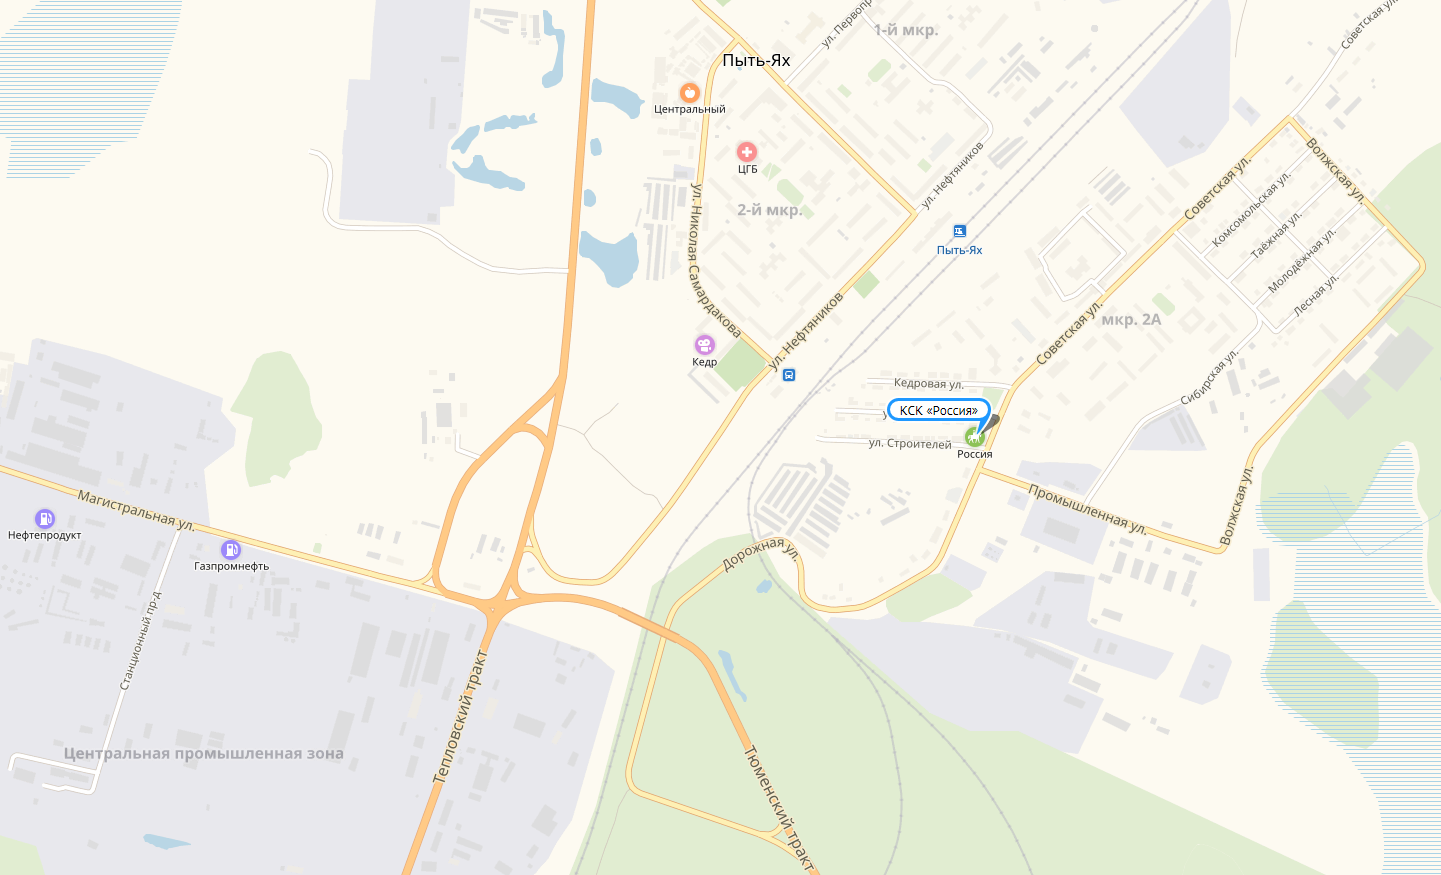 Советская ул.
ул. Первопр
1-й мкр.
Пыть-Ях
Центральный
ЦГБ
ул. Нефтяников
Волжская ул.
Советская ул.
Комсомольская ул.
2-й мкр.
ул. Николая Самардакова
Таёжная ул.
Пыть-Ях
Молодёжная ул.
Лесная ул.
ул. Нефтяников
мкр. 2А
Советская ул.
Кедр
Сибирская ул.
Кедровая ул.
КСК «Россия»
ул. Строителей
Россия
Магистральная ул.
Промышленная ул.
Волжская ул.
Нефтепродукт
Газпромнефть
Дорожная ул.
Станционный пр-д
Тепловский тракт
Центральная промышленная зона
Тюменский тракт